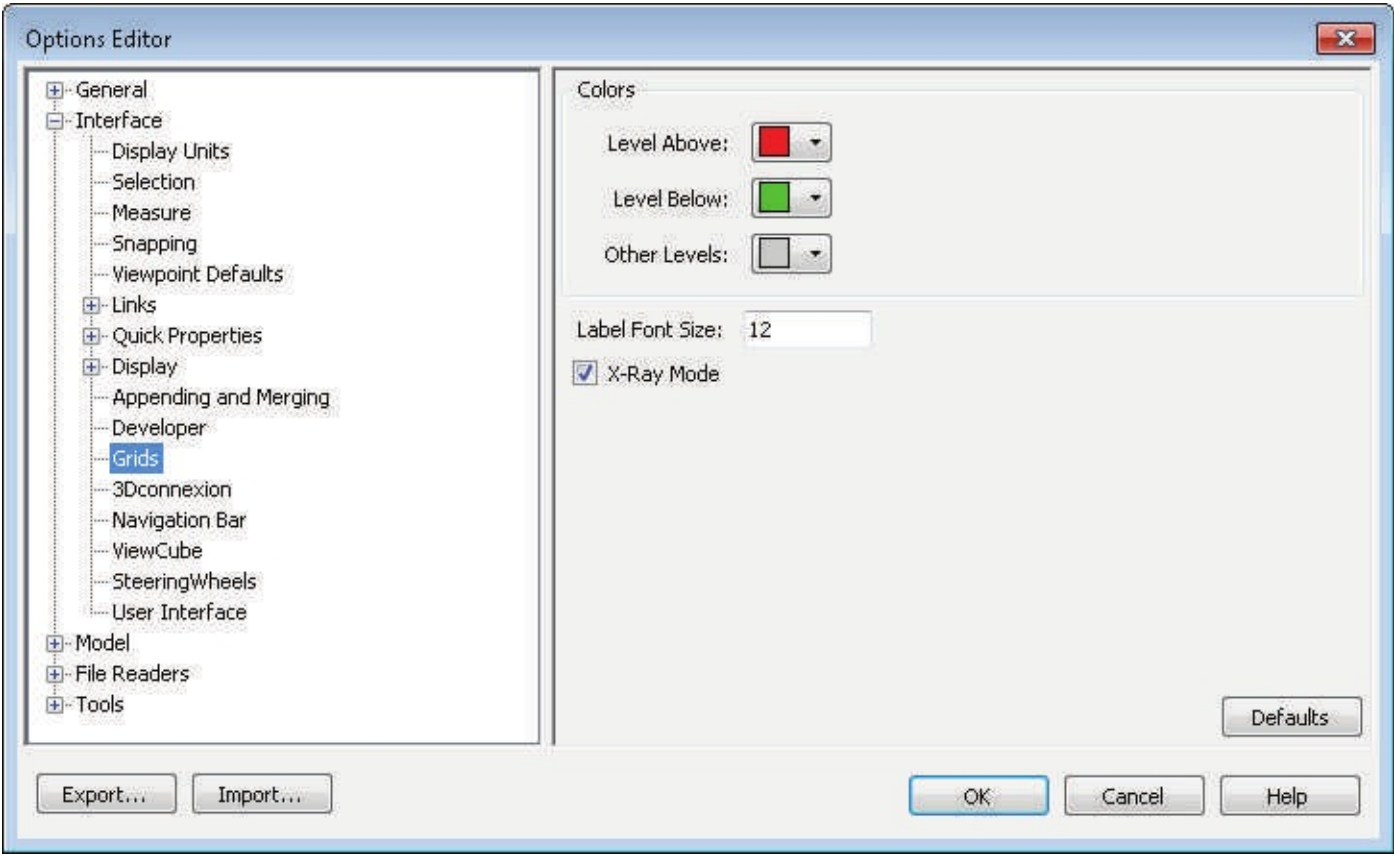 Options Editor
General
Interface
Display Units
Selection
Measure
Snapping
Viewpoint Defaults
Links
Quick Properties
Display
Appending and Merging
Developer
Grids
3Dconnexion
Navigation Bar
ViewCube
SteeringWheels
User Interface
Model
File Readers
Tools
Colors
Level Above:
Level Below:
Other Levels:
Label Font Size: 12
X-Ray Mode
Defaults
Export... Import... OK Cancel Help